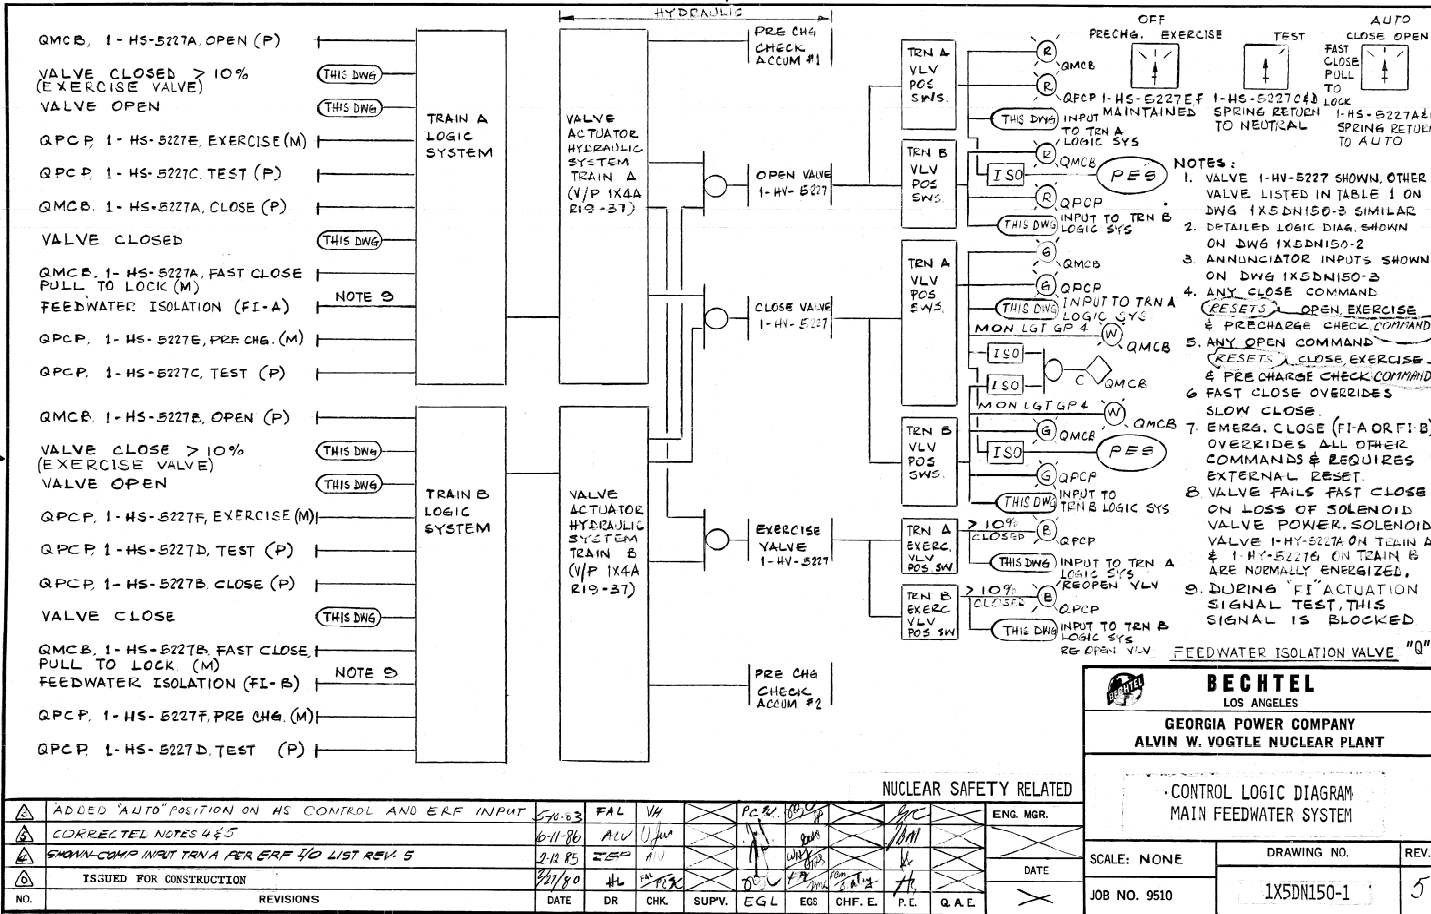 HYDRAULIC
QMCB, 1-HS-5227A, OPEN (P)
VALVE CLOSED > 10%
(EXERCISE VALVE)
THIS DWG
VALVE OPEN
THIS DWG
QPCP, 1-HS-5227E, EXERCISE (M)
QPCP, 1-HS-5227C, TEST (P)
QMCB, 1-HS-5227A, CLOSE (P)
VALVE CLOSED
THIS DWG
QMCB, 1-HS-5227A, FAST CLOSE
PULL TO LOCK (M)
FEEDWATER ISOLATION (FI-A)
NOTE 9
QPCP, 1-HS-5227E, PRE CHG. (M)
QPCP, 1-HS-5227C, TEST (P)
QMCB, 1-HS-5227B, OPEN (P)
VALVE CLOSE > 10%
(EXERCISE VALVE)
THIS DWG
VALVE OPEN
THIS DWG
QPCP, 1-HS-5227F, EXERCISE (M)
QPCP, 1-HS-5227D, TEST (P)
QPCP, 1-HS-5227B, CLOSE (P)
VALVE CLOSE
THIS DWG
QMCB, 1-HS-5227B, FAST CLOSE,
PULL TO LOCK (M)
FEEDWATER ISOLATION (FI-B)
NOTE 9
QPCP, 1-HS-5227F, PRE CHG. (M)
QPCP, 1-HS-5227D, TEST (P)
TRAIN A
LOGIC
SYSTEM
TRAIN B
LOGIC
SYSTEM
VALVE
ACTUATOR
HYDRAULIC
SYSTEM
TRAIN A
(V/P 1X4A
R19-37)
VALVE
ACTUATOR
HYDRAULIC
SYSTEM
TRAIN B
(V/P 1X4A
R19-37)
PRE CHG
CHECK
ACCUM #1
OPEN VALVE
1-HV-5227
CLOSE VALVE
1-HV-5227
EXERCISE
VALVE
1-HV-5227
PRE CHG
CHECK
ACCUM #2
TRN A
VLV
POS
SWS.
R
QMCB
R
QPCP
THIS DWG
INPUT
TO TRN A
LOGIC SYS
TRN B
VLV
POS
SWS.
R
QMCB
ISO
PES
R
QPCP
THIS DWG
INPUT TO TRN B
LOGIC SYS
TRN A
VLV
POS
SWS.
G
QMCB
G
QPCP
THIS DWG
INPUT TO TRN A
LOGIC SYS
MON LGT GP 4
W
QMCB
ISO
ISO
C
QMCB
MON LGT GP4
W
QMCB
TRN B
VLV
POS
SWS.
G
QMCB
ISO
PES
G
QPCP
THIS DWG
INPUT TO
TRN B LOGIC SYS
TRN A
EXERC.
VLV
POS. SW
> 10%
CLOSED
B
QPCP
THIS DWG
INPUT TO TRN A
LOGIC SYS
REOPEN VLV
TRN B
EXERC
VLV
POS SW
> 10%
CLOSED
B
QPCP
THIS DWG
INPUT TO TRN B
LOGIC SYS
REOPEN VLV
OFF
PRECHG. EXERCISE
1-HS-5227E,F
MAINTAINED
TEST
1-HS-5227C&D
SPRING RETURN
TO NEUTRAL
AUTO
CLOSE OPEN
FAST
CLOSE
PULL
TO
LOCK
1-HS-5227A&
SPRING RETUR
TO AUTO
NOTES:
1. VALVE 1-HV-5227 SHOWN, OTHER
VALVE LISTED IN TABLE 1 ON
DWG 1X5DN150-3 SIMILAR
2. DETAILED LOGIC DIAG. SHOWN
ON DWG 1X5DN150-2
3. ANNUNCIATOR INPUTS SHOWN
ON DWG 1X5DN150-3
4. ANY CLOSE COMMAND
RESETS OPEN, EXERCISE
& PRECHARGE CHECK COMMAND
5. ANY OPEN COMMAND
RESETS CLOSE, EXERCISE
& PRECHARGE CHECK COMMAND
6 FAST CLOSE OVERRIDES
SLOW CLOSE.
7. EMERG. CLOSE (FI-A OR FI-B)
OVERRIDES ALL OTHER
COMMANDS & REQUIRES
EXTERNAL RESET.
8. VALVE FAILS FAST CLOSE
ON LOSS OF SOLENOID
VALVE POWER. SOLENOID
VALVE 1-HY-5227A ON TRAIN A
& 1-HY-5227G ON TRAIN B
ARE NORMALLY ENERGIZED.
9. DURING "FI" ACTUATION
SIGNAL TEST, THIS
SIGNAL IS BLOCKED.
FEEDWATER ISOLATION VALVE "Q"
NUCLEAR SAFETY RELATED
BECHTEL
BECHTEL
LOS ANGELES
GEORGIA POWER COMPANY
ALVIN W. VOGTLE NUCLEAR PLANT
CONTROL LOGIC DIAGRAM
MAIN FEEDWATER SYSTEM
SCALE: NONE
DRAWING NO.
REV.
JOB NO. 9510
1X5DN150-1
5
ADDED "AUTO" POSITION ON HS CONTROL AND ERF INPUT FAL VH
CORRECTED NOTES 4 & 5 6-11-86 ALV
SHOWN COMP INPUT TRN A PER ERF I/O LIST REV. 5 2-12-85
0 ISSUED FOR CONSTRUCTION 2/27/80 HL
NO. REVISIONS DATE DR CHK. SUPV. EGL EGS CHF. E. P.E. Q.A.E.
ENG. MGR.
DATE